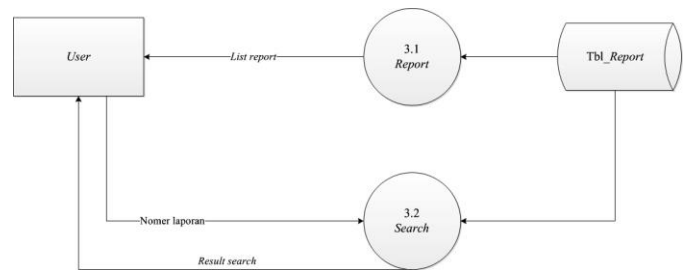 User
List report
3.1
Report
Tbl_Report
Nomer laporan
3.2
Search
Result search